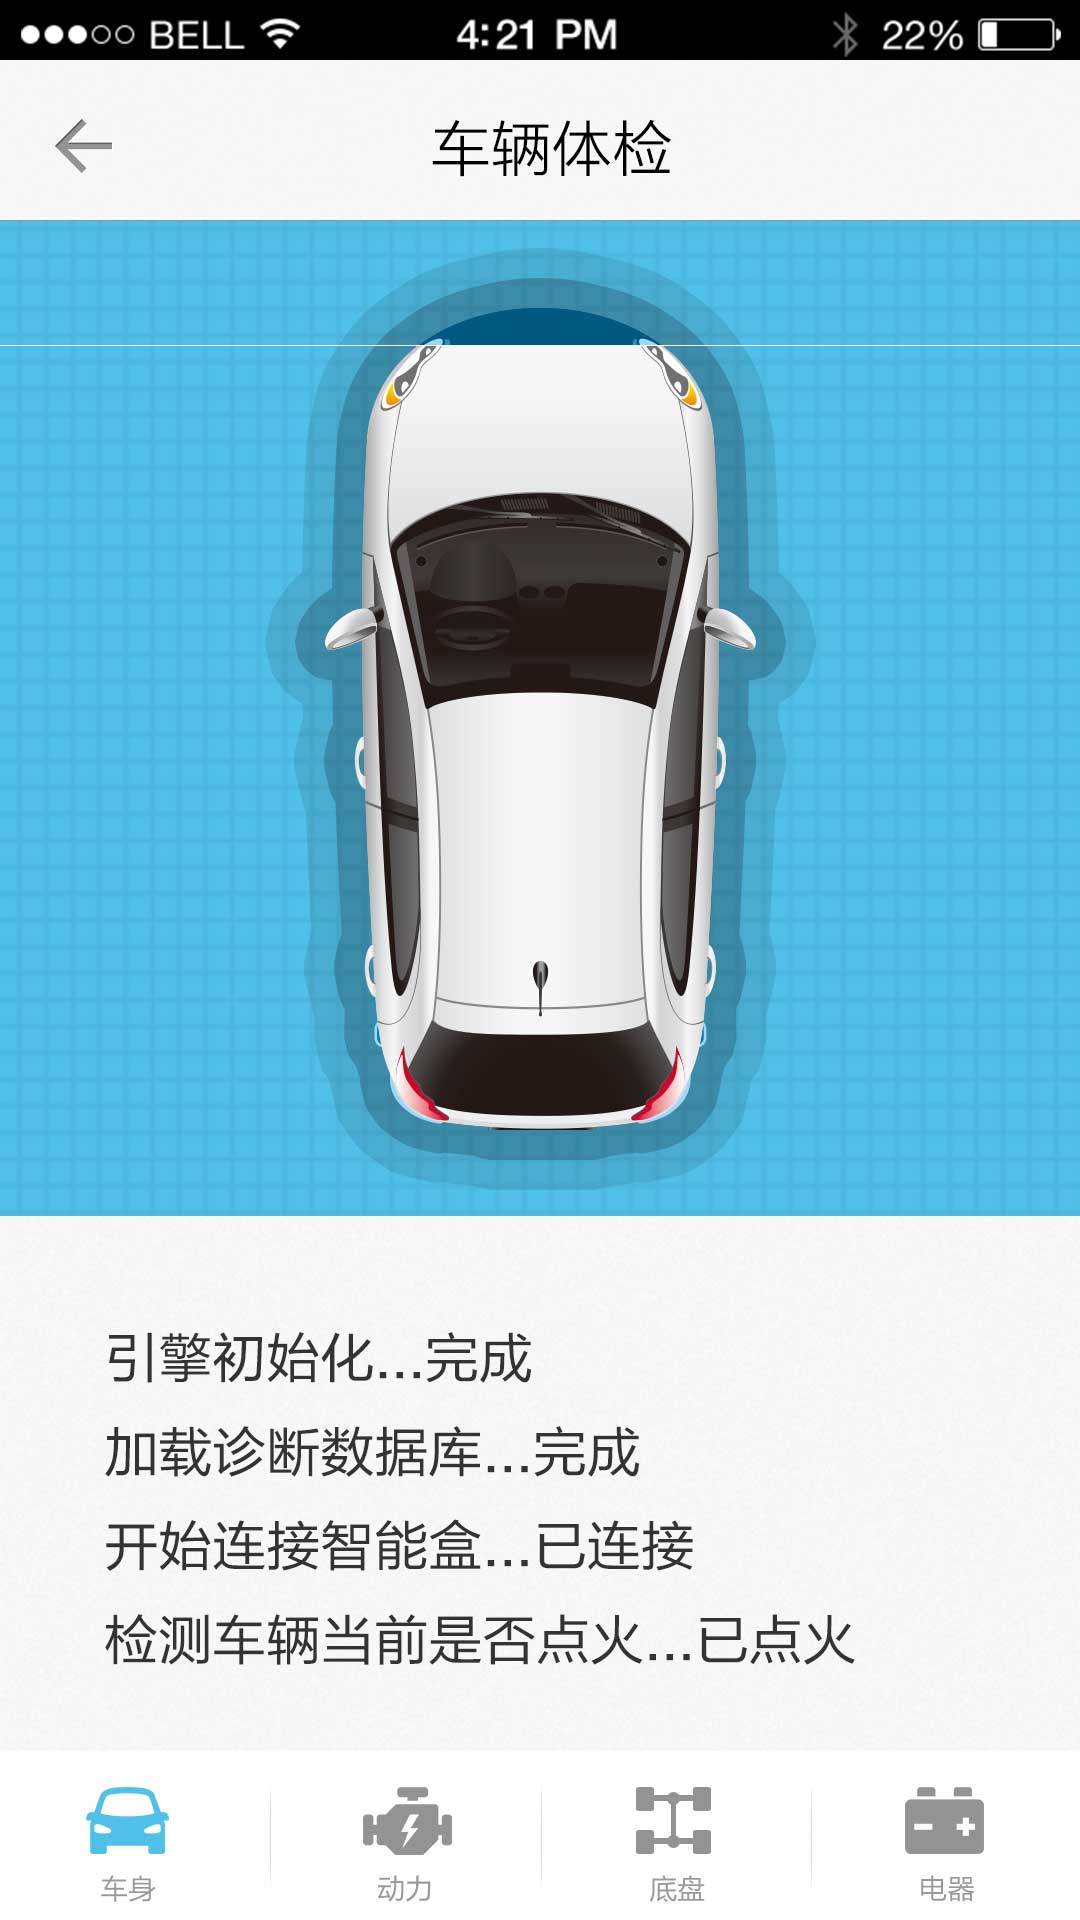 BELL 4:21 PM 22%
车辆体检
引擎初始化...完成
加载诊断数据库...完成
开始连接智能盒...已连接
检测车辆当前是否点火...已点火
车身 动力 底盘 电器